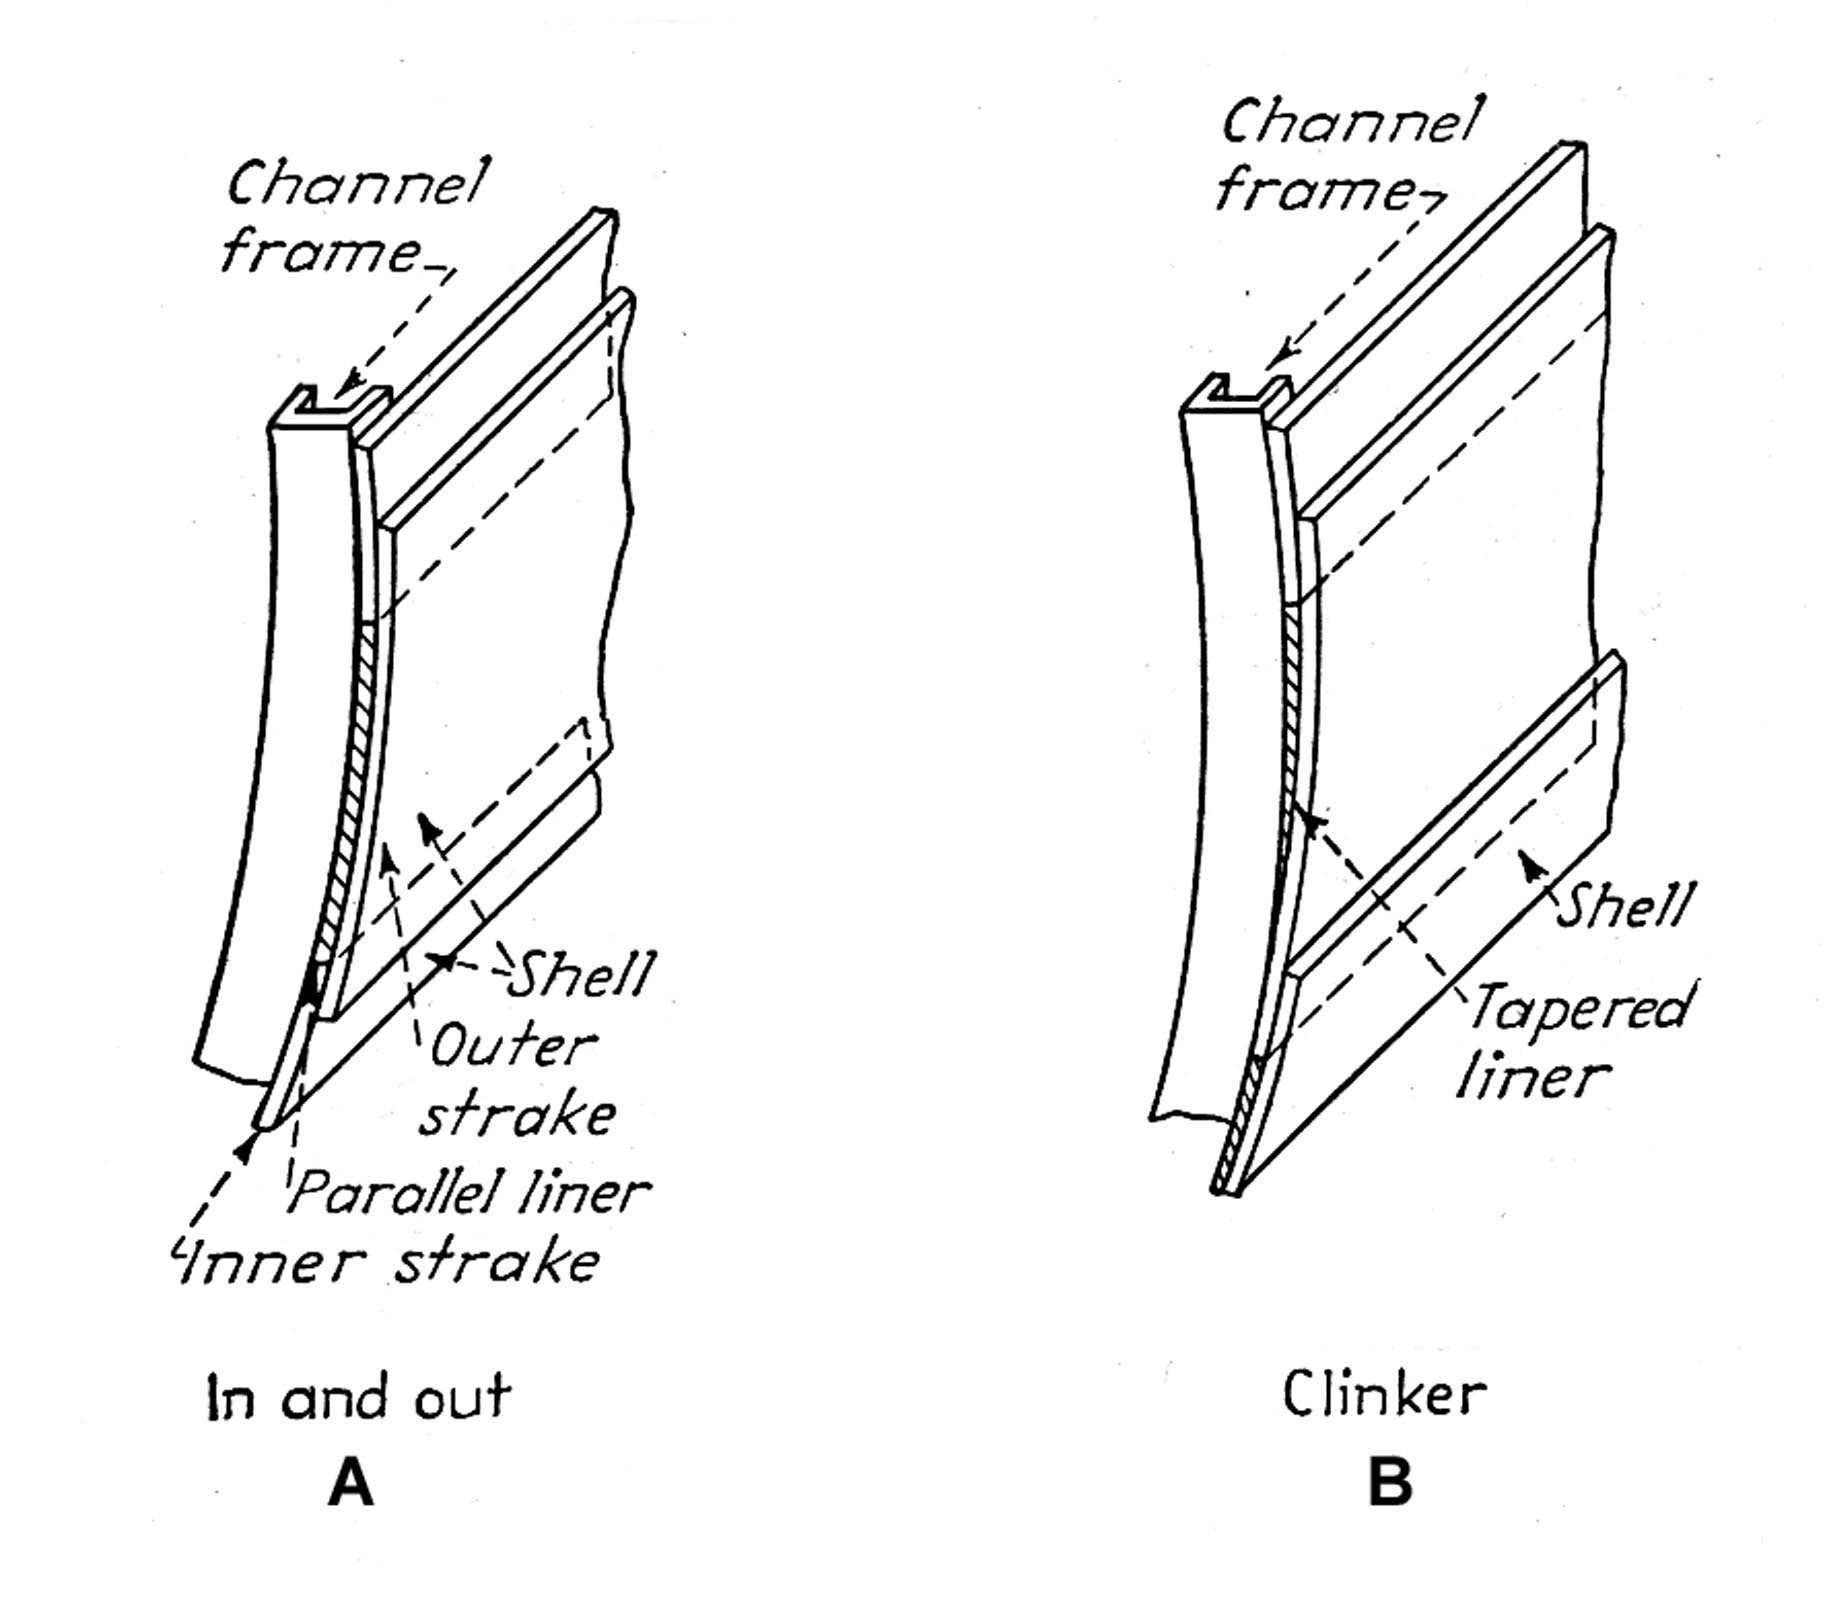 Channel
frame
Shell
Outer
strake
Parallel liner
Inner strake
In and out
A
Channel
frame
Shell
Tapered
liner
Clinker
B